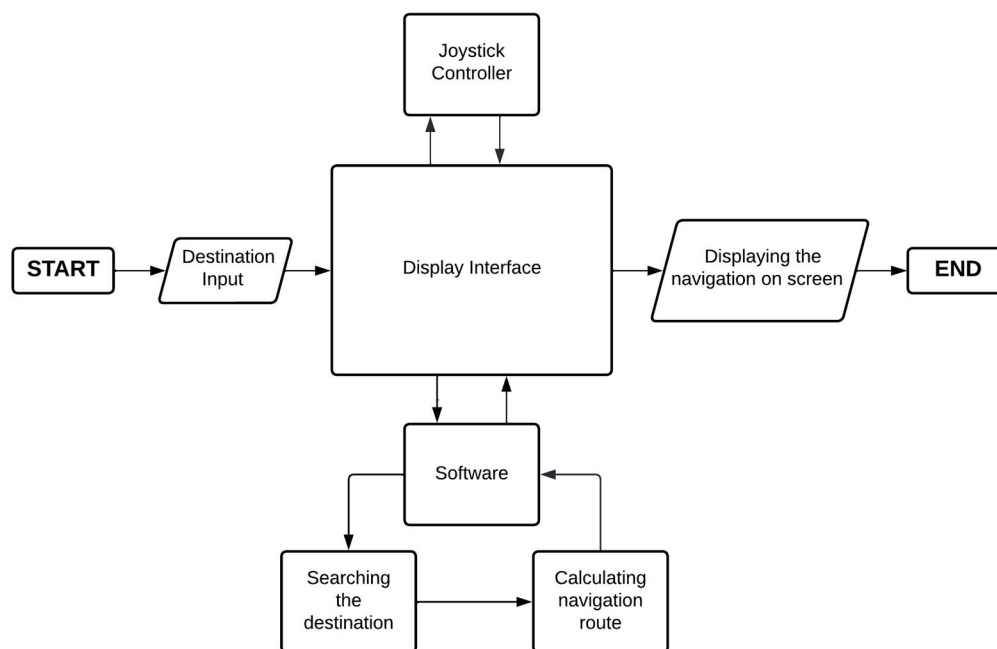 Joystick
Controller
START
Destination
Input
Display Interface
Displaying the
navigation on screen
END
Software
Searching
the
destination
Calculating
navigation
route